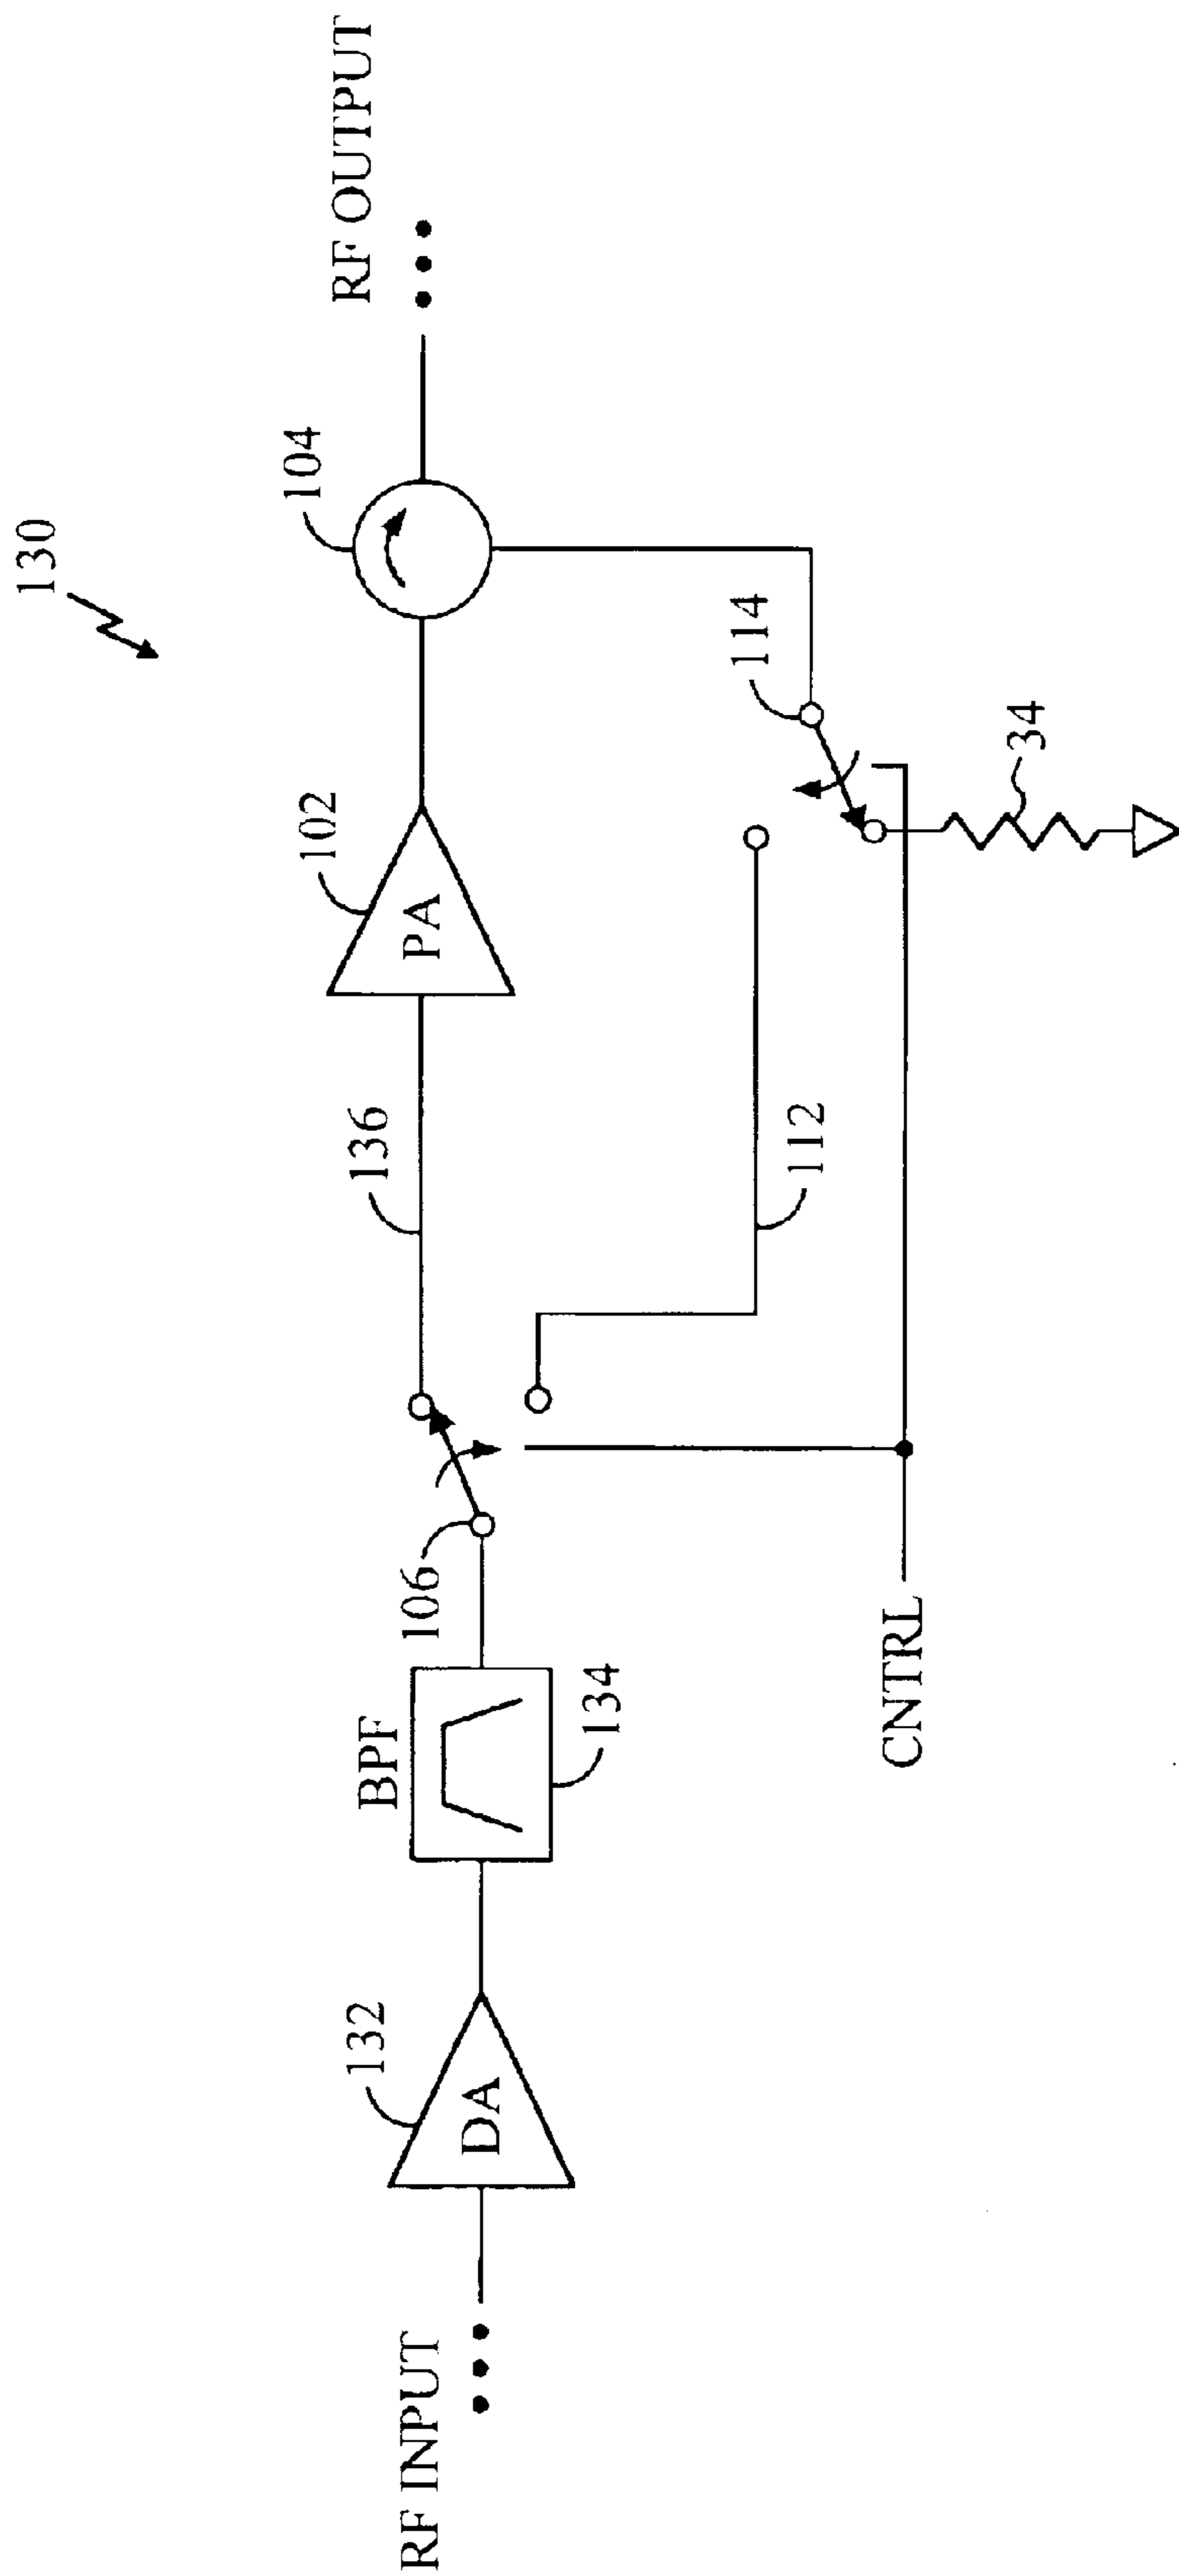 130
RF INPUT
DA
132
BPF
134
106
136
PA
102
104
RF OUTPUT
112
114
34
CNTRL